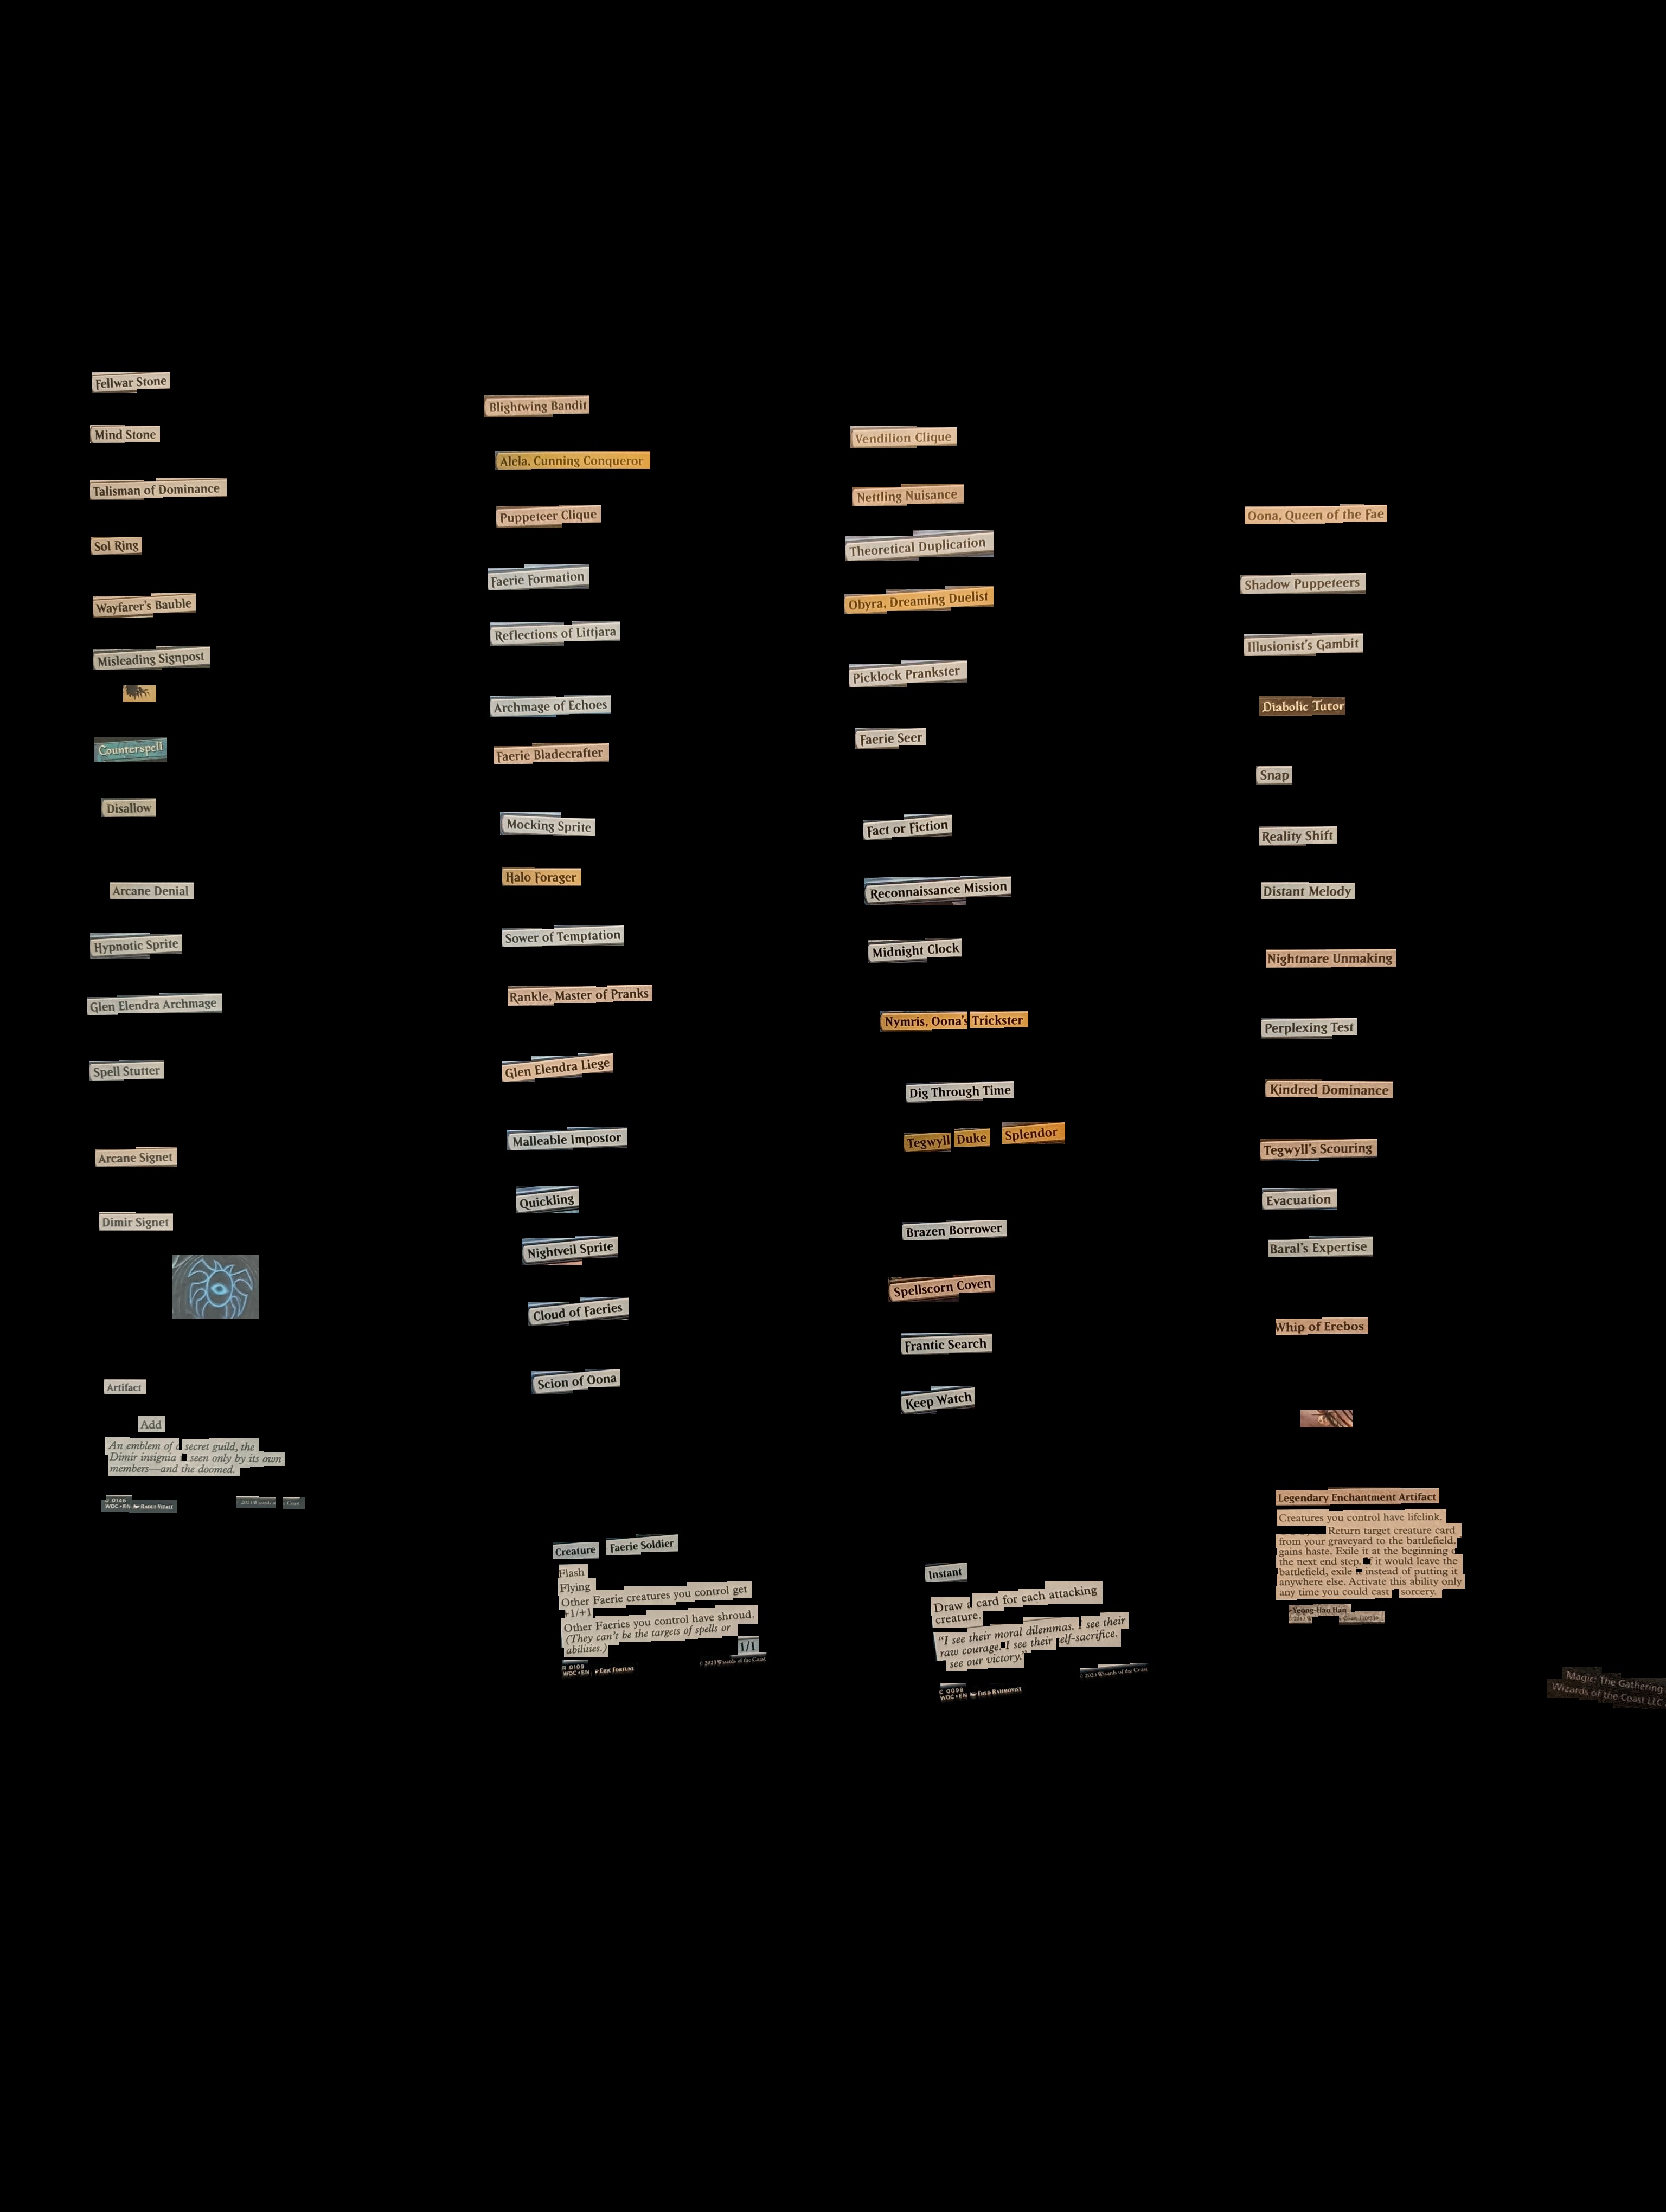 Fellwar Stone
Mind Stone
Talisman of Dominance
Sol Ring
Wayfarer's Bauble
Misleading Signpost
Counterspell
Disallow
Arcane Denial
Hypnotic Sprite
Glen Elendra Archmage
Spell Stutter
Arcane Signet
Dimir Signet
Artifact
Add
An emblem of a secret guild, the
Dimir insignia seen only by its own
members—and the doomed.
U 0146
WOC • EN Raoul Vitale
2023 Wizards of Coast
Blightwing Bandit
Alela, Cunning Conqueror
Puppeteer Clique
Faerie Formation
Reflections of Littjara
Archmage of Echoes
Faerie Bladecrafter
Mocking Sprite
Halo Forager
Sower of Temptation
Rankle, Master of Pranks
Glen Elendra Liege
Malleable Impostor
Quickling
Nightveil Sprite
Cloud of Faeries
Scion of Oona
Creature Faerie Soldier
Flash
Flying
Other Faerie creatures you control get
+1/+1
Other Faeries you control have shroud.
(They can't be the targets of spells or
abilities.)
1/1
R 0109
WOC • EN Eric Fortune
© 2023 Wizards of the Coast
Vendilion Clique
Nettling Nuisance
Theoretical Duplication
Obyra, Dreaming Duelist
Picklock Prankster
Faerie Seer
Fact or Fiction
Reconnaissance Mission
Midnight Clock
Nymris, Oona's Trickster
Dig Through Time
Tegwyll Duke Splendor
Brazen Borrower
Spellscorn Coven
Frantic Search
Keep Watch
Instant
Draw a card for each attacking
creature.
"I see their moral dilemmas. I see their
raw courage. I see their self-sacrifice.
see our victory."
C 0098
WOC • EN Fred Rahmqvist
© 2023 Wizards of the Coast
Oona, Queen of the Fae
Shadow Puppeteers
Illusionist's Gambit
Diabolic Tutor
Snap
Reality Shift
Distant Melody
Nightmare Unmaking
Perplexing Test
Kindred Dominance
Tegwyll's Scouring
Evacuation
Baral's Expertise
Whip of Erebos
Legendary Enchantment Artifact
Creatures you control have lifelink.
Return target creature card
from your graveyard to the battlefield.
gains haste. Exile it at the beginning o
the next end step. If it would leave the
battlefield, exile it instead of putting it
anywhere else. Activate this ability only
any time you could cast sorcery.
Yeong-Hao Han
Magic: The Gathering
Wizards of the Coast LLC